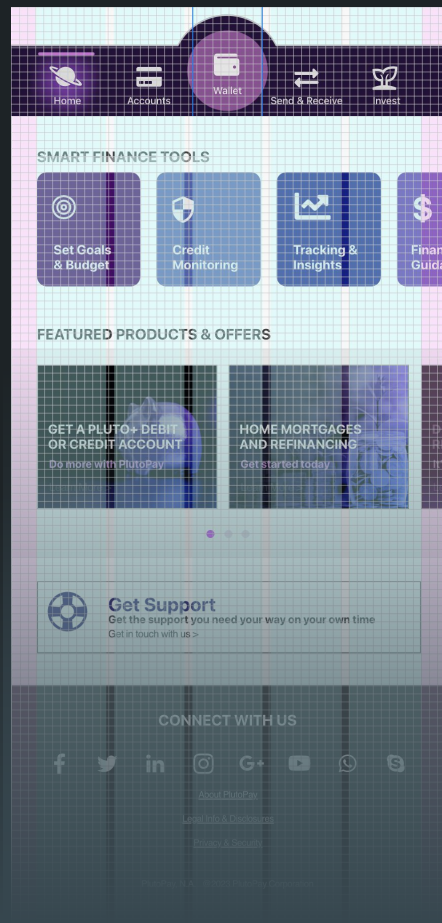 Home
Accounts
Wallet
Send & Receive
Invest
SMART FINANCE TOOLS
Set Goals
& Budget
Credit
Monitoring
Tracking &
Insights
Finan
Guida
FEATURED PRODUCTS & OFFERS
GET A PLUTO+ DEBIT
OR CREDIT ACCOUNT
Do more with PlutoPay
HOME MORTGAGES
AND REFINANCING
Get started today
Get Support
Get the support you need your way on your own time
Get in touch with us >
CONNECT WITH US
About PlutoPay
Legal Info & Disclosures
Privacy & Security